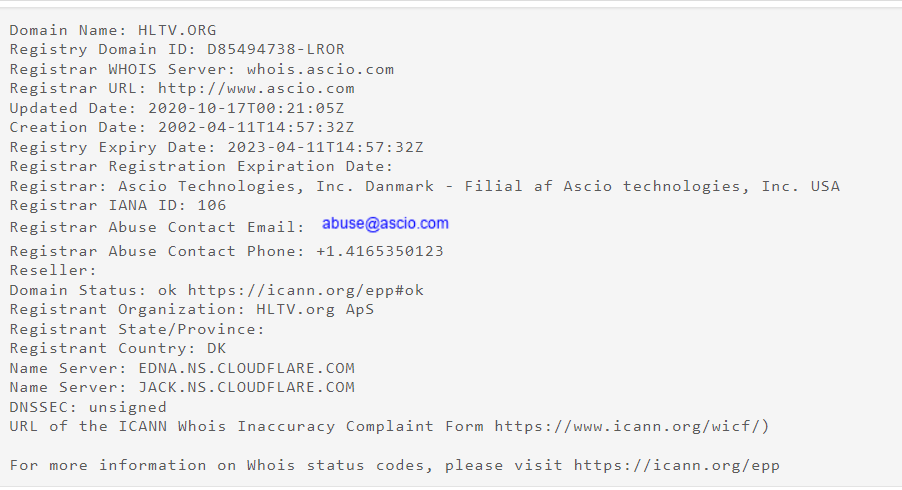 Domain Name: HLTV.ORG
Registry Domain ID: D85494738-LROR
Registrar WHOIS Server: whois.ascio.com
Registrar URL: http://www.ascio.com
Updated Date: 2020-10-17T00:21:05Z
Creation Date: 2002-04-11T14:57:32Z
Registry Expiry Date: 2023-04-11T14:57:32Z
Registrar Registration Expiration Date:
Registrar: Ascio Technologies, Inc. Danmark - Filial af Ascio technologies, Inc. USA
Registrar IANA ID: 106
Registrar Abuse Contact Email: abuse@ascio.com
Registrar Abuse Contact Phone: +1.4165350123
Reseller:
Domain Status: ok https://icann.org/epp#ok
Registrant Organization: HLTV.org ApS
Registrant State/Province:
Registrant Country: DK
Name Server: EDNA.NS.CLOUDFLARE.COM
Name Server: JACK.NS.CLOUDFLARE.COM
DNSSEC: unsigned
URL of the ICANN Whois Inaccuracy Complaint Form https://www.icann.org/wicf/)
For more information on Whois status codes, please visit https://icann.org/epp